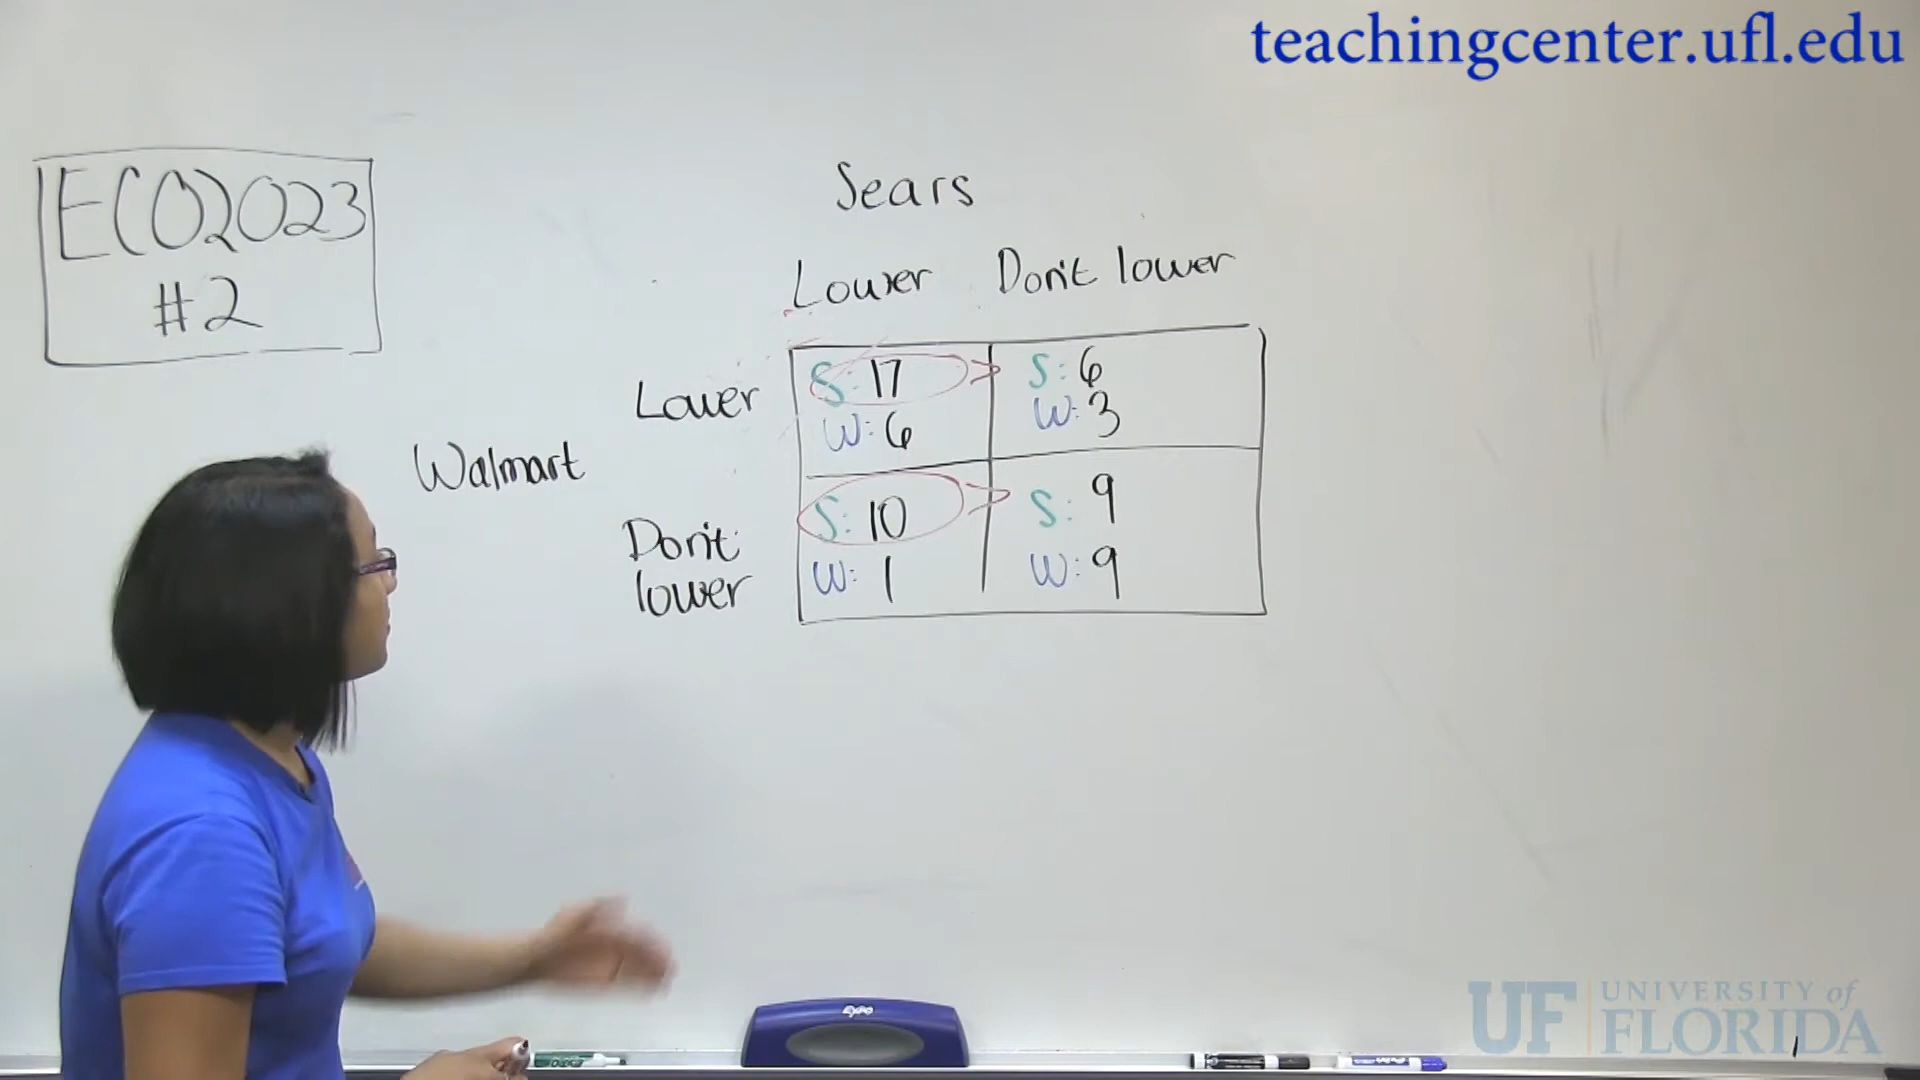 teachingcenter.ufl.edu
ECO2023
#2
Sears
Lower Don't lower
Walmart
Lower
S: 17 > S: 6
W: 6 W: 3
Don't
lower
S: 10 > S: 9
W: 1 W: 9
EXPO
UF UNIVERSITY of
FLORIDA